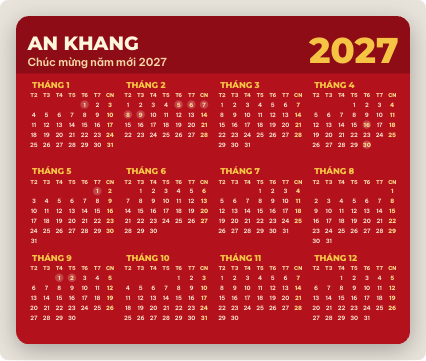 AN KHANG
Chúc mừng năm mới 2027
2027
THÁNG 1
T2 T3 T4 T5 T6 T7 CN
1 2 3
4 5 6 7 8 9 10
11 12 13 14 15 16 17
18 19 20 21 22 23 24
25 26 27 28 29 30 31
THÁNG 2
T2 T3 T4 T5 T6 T7 CN
1 2 3 4 5 6 7
8 9 10 11 12 13 14
15 16 17 18 19 20 21
22 23 24 25 26 27 28
THÁNG 3
T2 T3 T4 T5 T6 T7 CN
1 2 3 4 5 6 7
8 9 10 11 12 13 14
15 16 17 18 19 20 21
22 23 24 25 26 27 28
29 30 31
THÁNG 4
T2 T3 T4 T5 T6 T7 CN
1 2 3 4
5 6 7 8 9 10 11
12 13 14 15 16 17 18
19 20 21 22 23 24 25
26 27 28 29 30
THÁNG 5
T2 T3 T4 T5 T6 T7 CN
1 2
3 4 5 6 7 8 9
10 11 12 13 14 15 16
17 18 19 20 21 22 23
24 25 26 27 28 29 30
31
THÁNG 6
T2 T3 T4 T5 T6 T7 CN
1 2 3 4 5 6
7 8 9 10 11 12 13
14 15 16 17 18 19 20
21 22 23 24 25 26 27
28 29 30
THÁNG 7
T2 T3 T4 T5 T6 T7 CN
1 2 3 4
5 6 7 8 9 10 11
12 13 14 15 16 17 18
19 20 21 22 23 24 25
26 27 28 29 30 31
THÁNG 8
T2 T3 T4 T5 T6 T7 CN
1
2 3 4 5 6 7 8
9 10 11 12 13 14 15
16 17 18 19 20 21 22
23 24 25 26 27 28 29
30 31
THÁNG 9
T2 T3 T4 T5 T6 T7 CN
1 2 3 4 5
6 7 8 9 10 11 12
13 14 15 16 17 18 19
20 21 22 23 24 25 26
27 28 29 30
THÁNG 10
T2 T3 T4 T5 T6 T7 CN
1 2 3
4 5 6 7 8 9 10
11 12 13 14 15 16 17
18 19 20 21 22 23 24
25 26 27 28 29 30 31
THÁNG 11
T2 T3 T4 T5 T6 T7 CN
1 2 3 4 5 6 7
8 9 10 11 12 13 14
15 16 17 18 19 20 21
22 23 24 25 26 27 28
29 30
THÁNG 12
T2 T3 T4 T5 T6 T7 CN
1 2 3 4 5
6 7 8 9 10 11 12
13 14 15 16 17 18 19
20 21 22 23 24 25 26
27 28 29 30 31